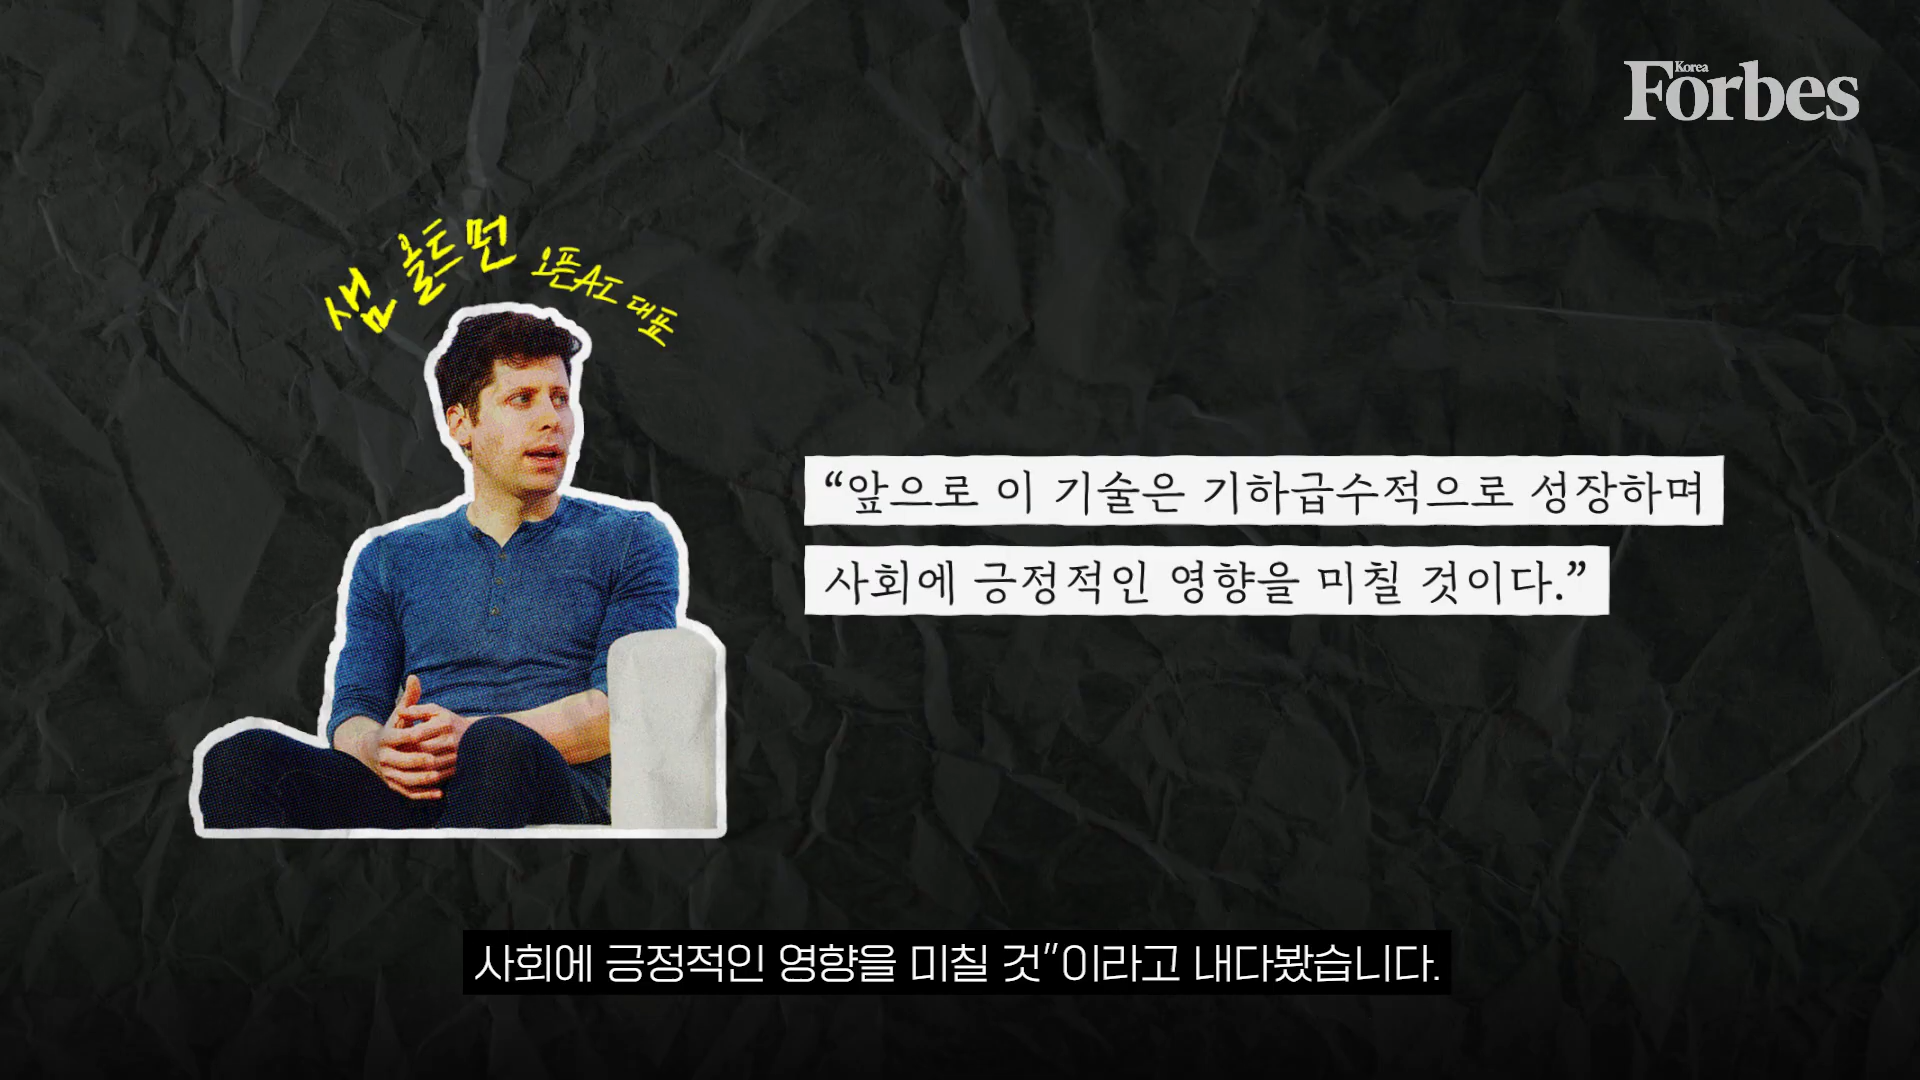 Korea
Forbes
샘 올트먼 오픈AI 대표
“앞으로 이 기술은 기하급수적으로 성장하며
사회에 긍정적인 영향을 미칠 것이다.”
사회에 긍정적인 영향을 미칠 것”이라고 내다봤습니다.